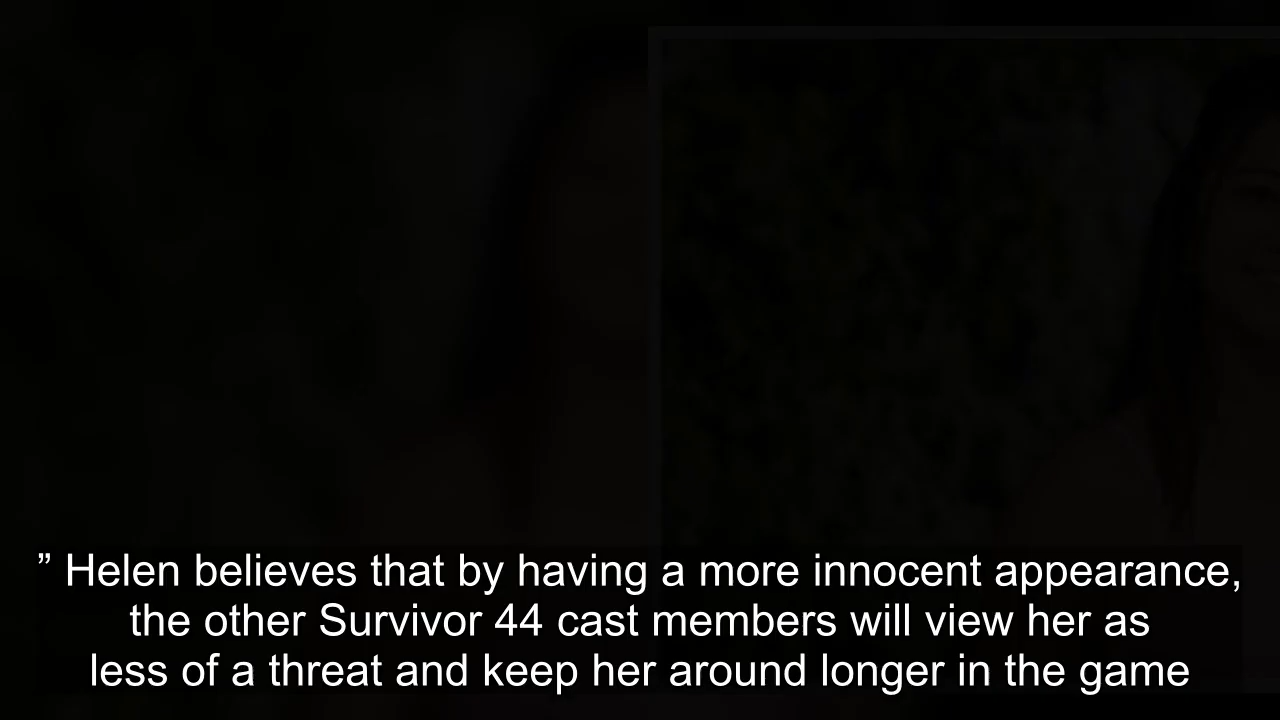 ” Helen believes that by having a more innocent appearance,
the other Survivor 44 cast members will view her as
less of a threat and keep her around longer in the game